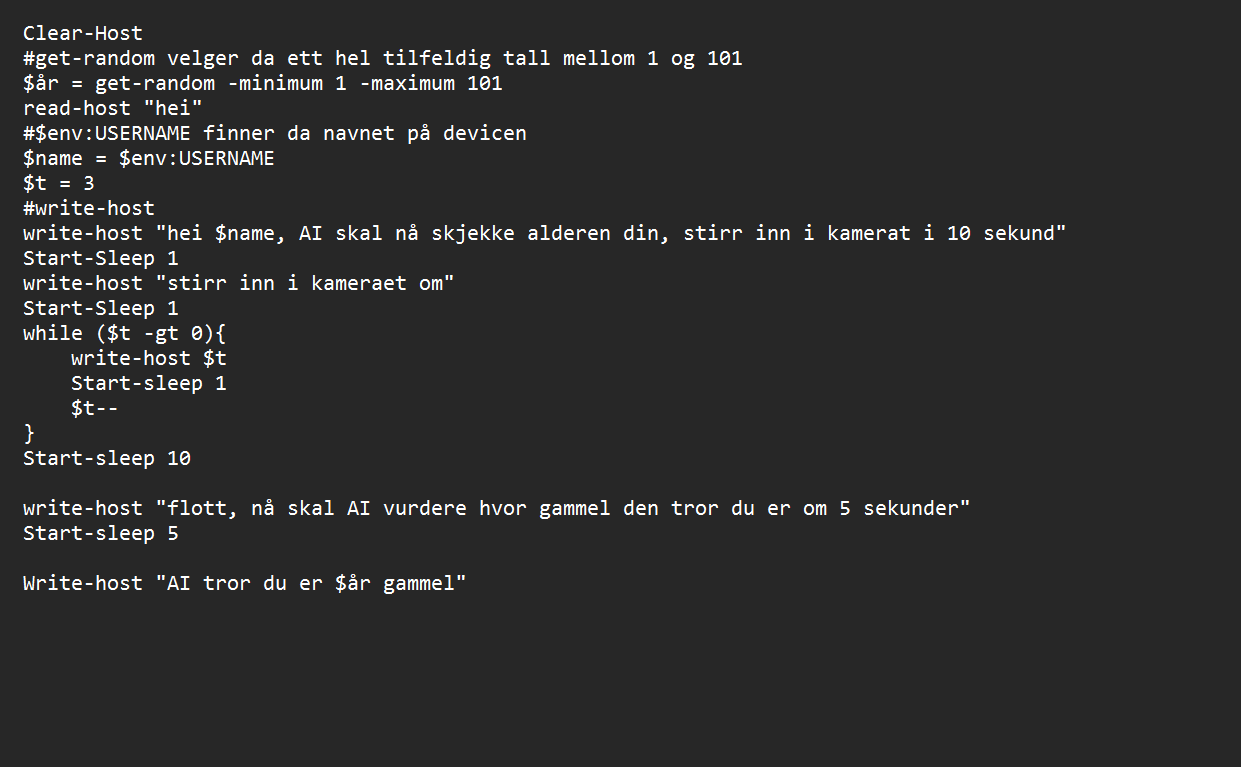 Clear-Host
#get-random velger da ett hel tilfeldig tall mellom 1 og 101
$år = get-random -minimum 1 -maximum 101
read-host "hei"
#$env:USERNAME finner da navnet på devicen
$name = $env:USERNAME
$t = 3
#write-host
write-host "hei $name, AI skal nå skjekke alderen din, stirr inn i kamerat i 10 sekund"
Start-Sleep 1
write-host "stirr inn i kameraet om"
Start-Sleep 1
while ($t -gt 0){
    write-host $t
    Start-sleep 1
    $t--
}
Start-sleep 10

write-host "flott, nå skal AI vurdere hvor gammel den tror du er om 5 sekunder"
Start-sleep 5

Write-host "AI tror du er $år gammel"